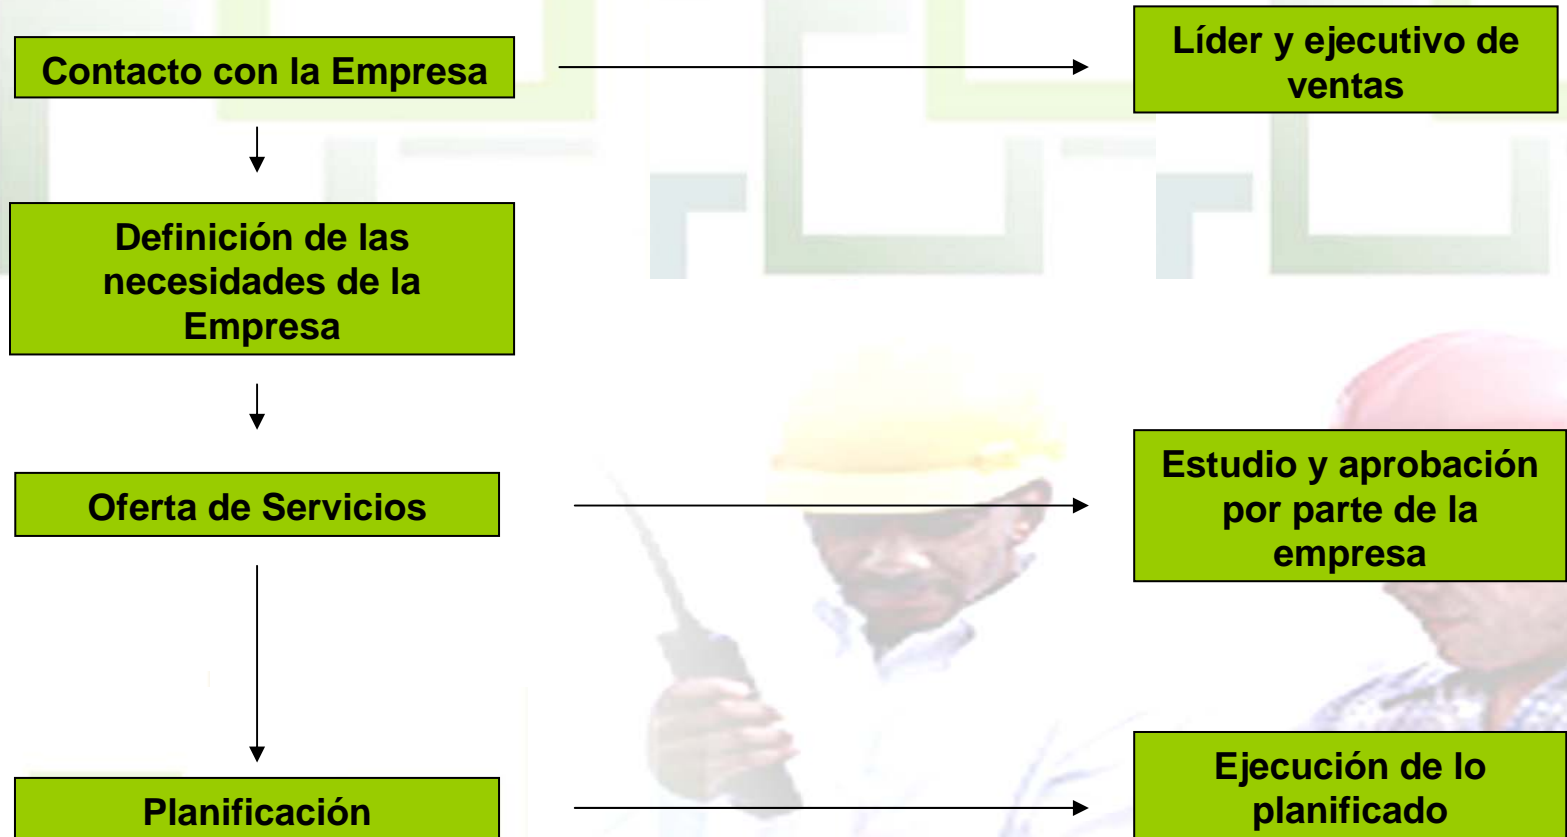 Contacto con la Empresa
Líder y ejecutivo de
ventas
Definición de las
necesidades de la
Empresa
Oferta de Servicios
Estudio y aprobación
por parte de la
empresa
Planificación
Ejecución de lo
planificado